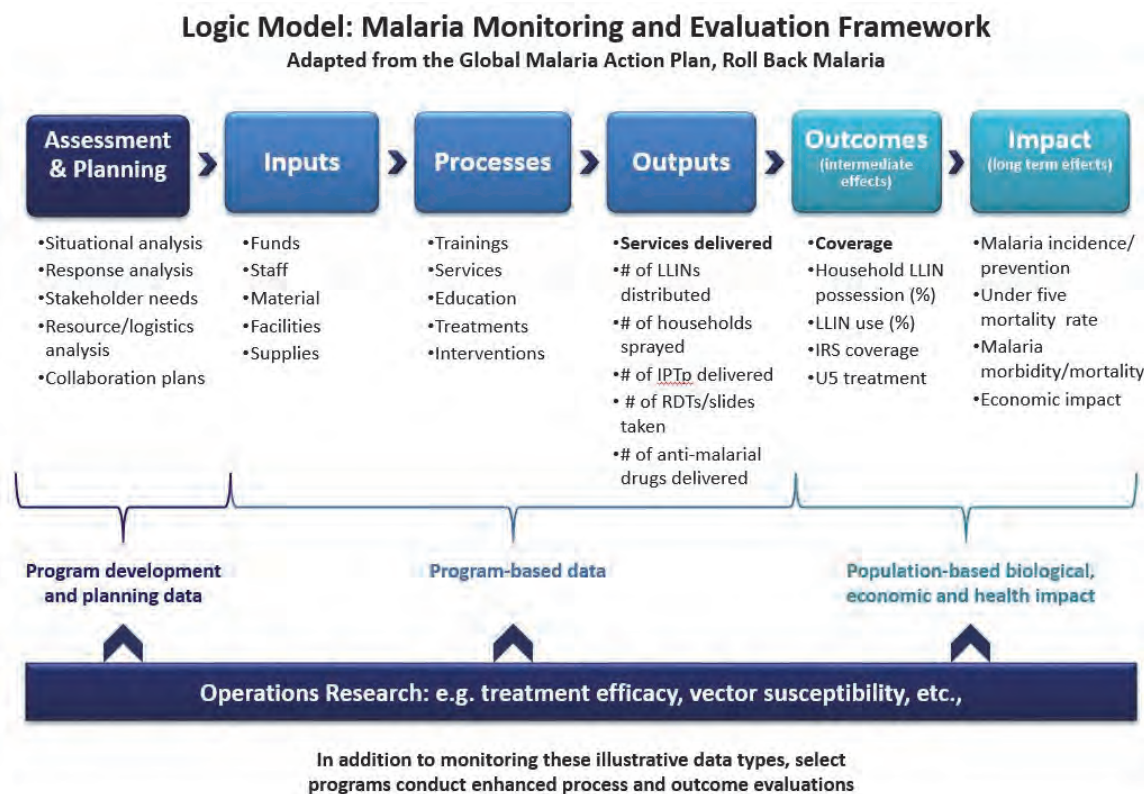 Logic Model: Malaria Monitoring and Evaluation Framework
Adapted from the Global Malaria Action Plan, Roll Back Malaria
Assessment
& Planning
Inputs
Processes
Outputs
Outcomes
(intermediate
effects)
Impact
(long term effects)
•Situational analysis
•Response analysis
•Stakeholder needs
•Resource/logistics
analysis
•Collaboration plans
•Funds
•Staff
•Material
•Facilities
•Supplies
•Trainings
•Services
•Education
•Treatments
•Interventions
•Services delivered
•# of LLINs
distributed
•# of households
sprayed
•# of IPTp delivered
• # of RDTs/slides
taken
•# of anti-malarial
drugs delivered
•Coverage
•Household LLIN
possession (%)
•LLIN use (%)
•IRS coverage
•U5 treatment
•Malaria incidence/
prevention
•Under five
mortality rate
•Malaria
morbidity/mortality
•Economic impact
Program development
and planning data
Program-based data
Population-based biological,
economic and health impact
Operations Research: e.g. treatment efficacy, vector susceptibility, etc.,
In addition to monitoring these illustrative data types, select
programs conduct enhanced process and outcome evaluations